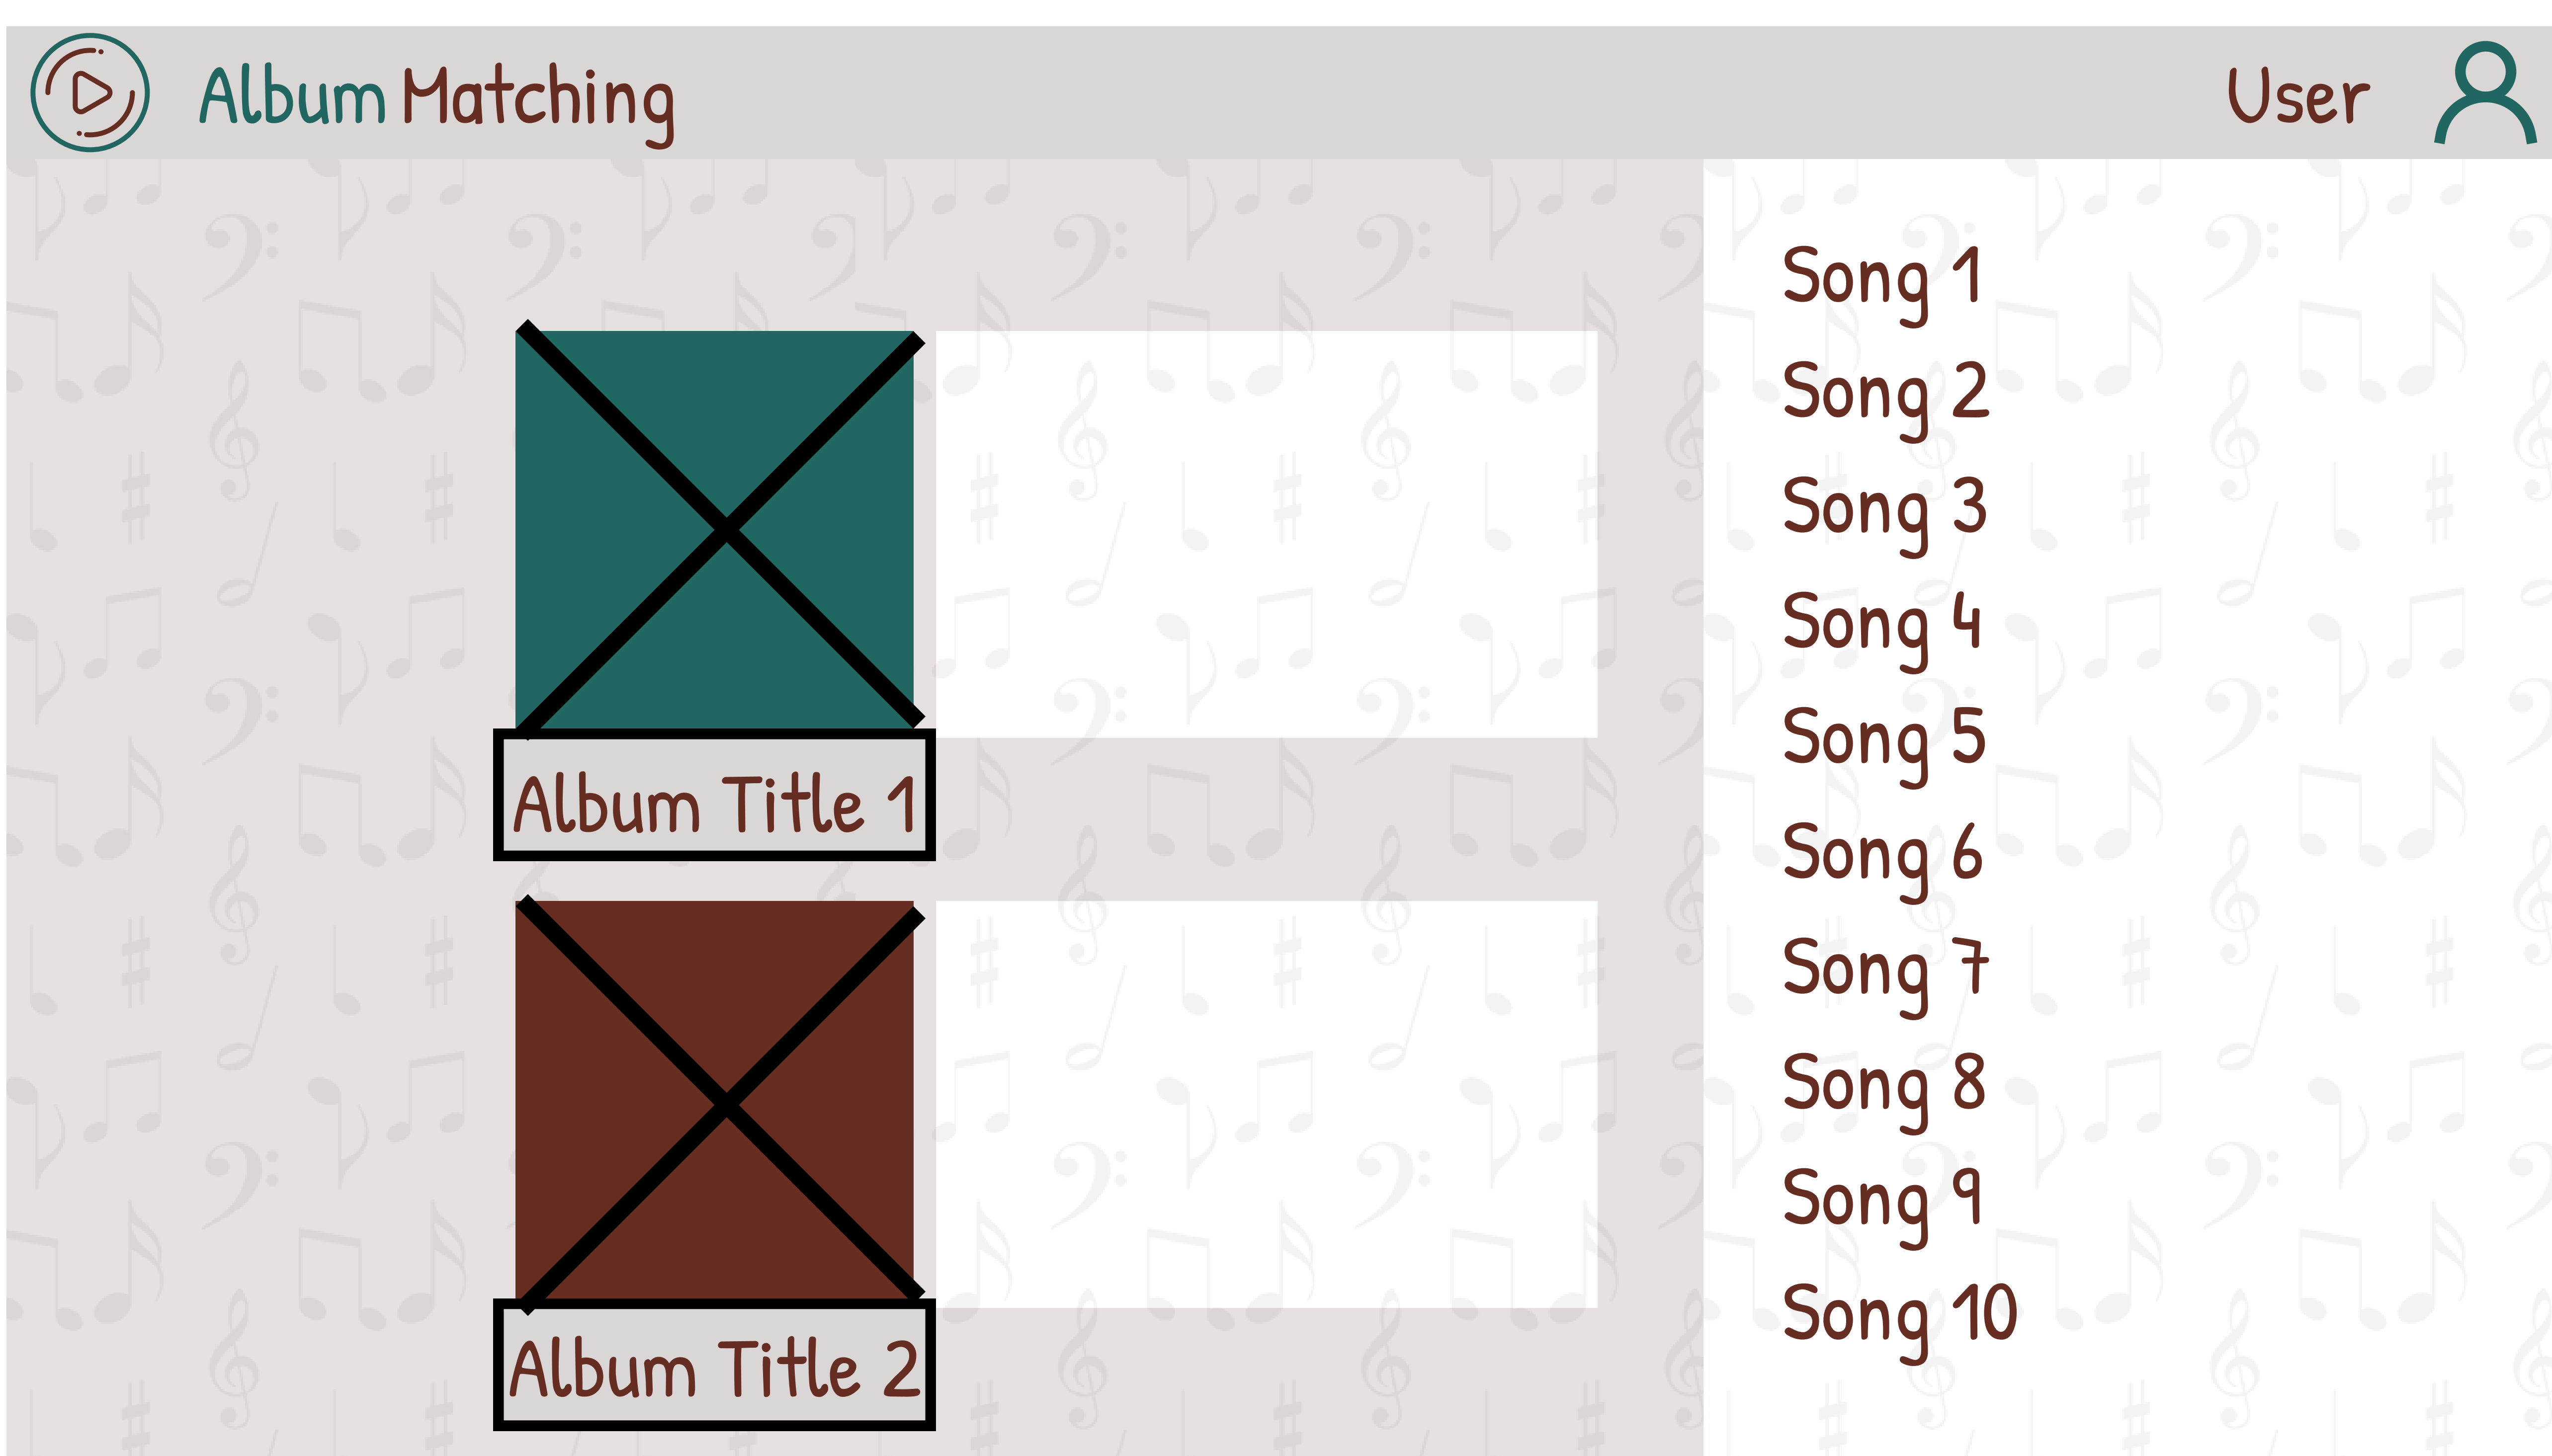 Album Matching
User
Album Title 1
Album Title 2
Song 1
Song 2
Song 3
Song 4
Song 5
Song 6
Song 7
Song 8
Song 9
Song 10